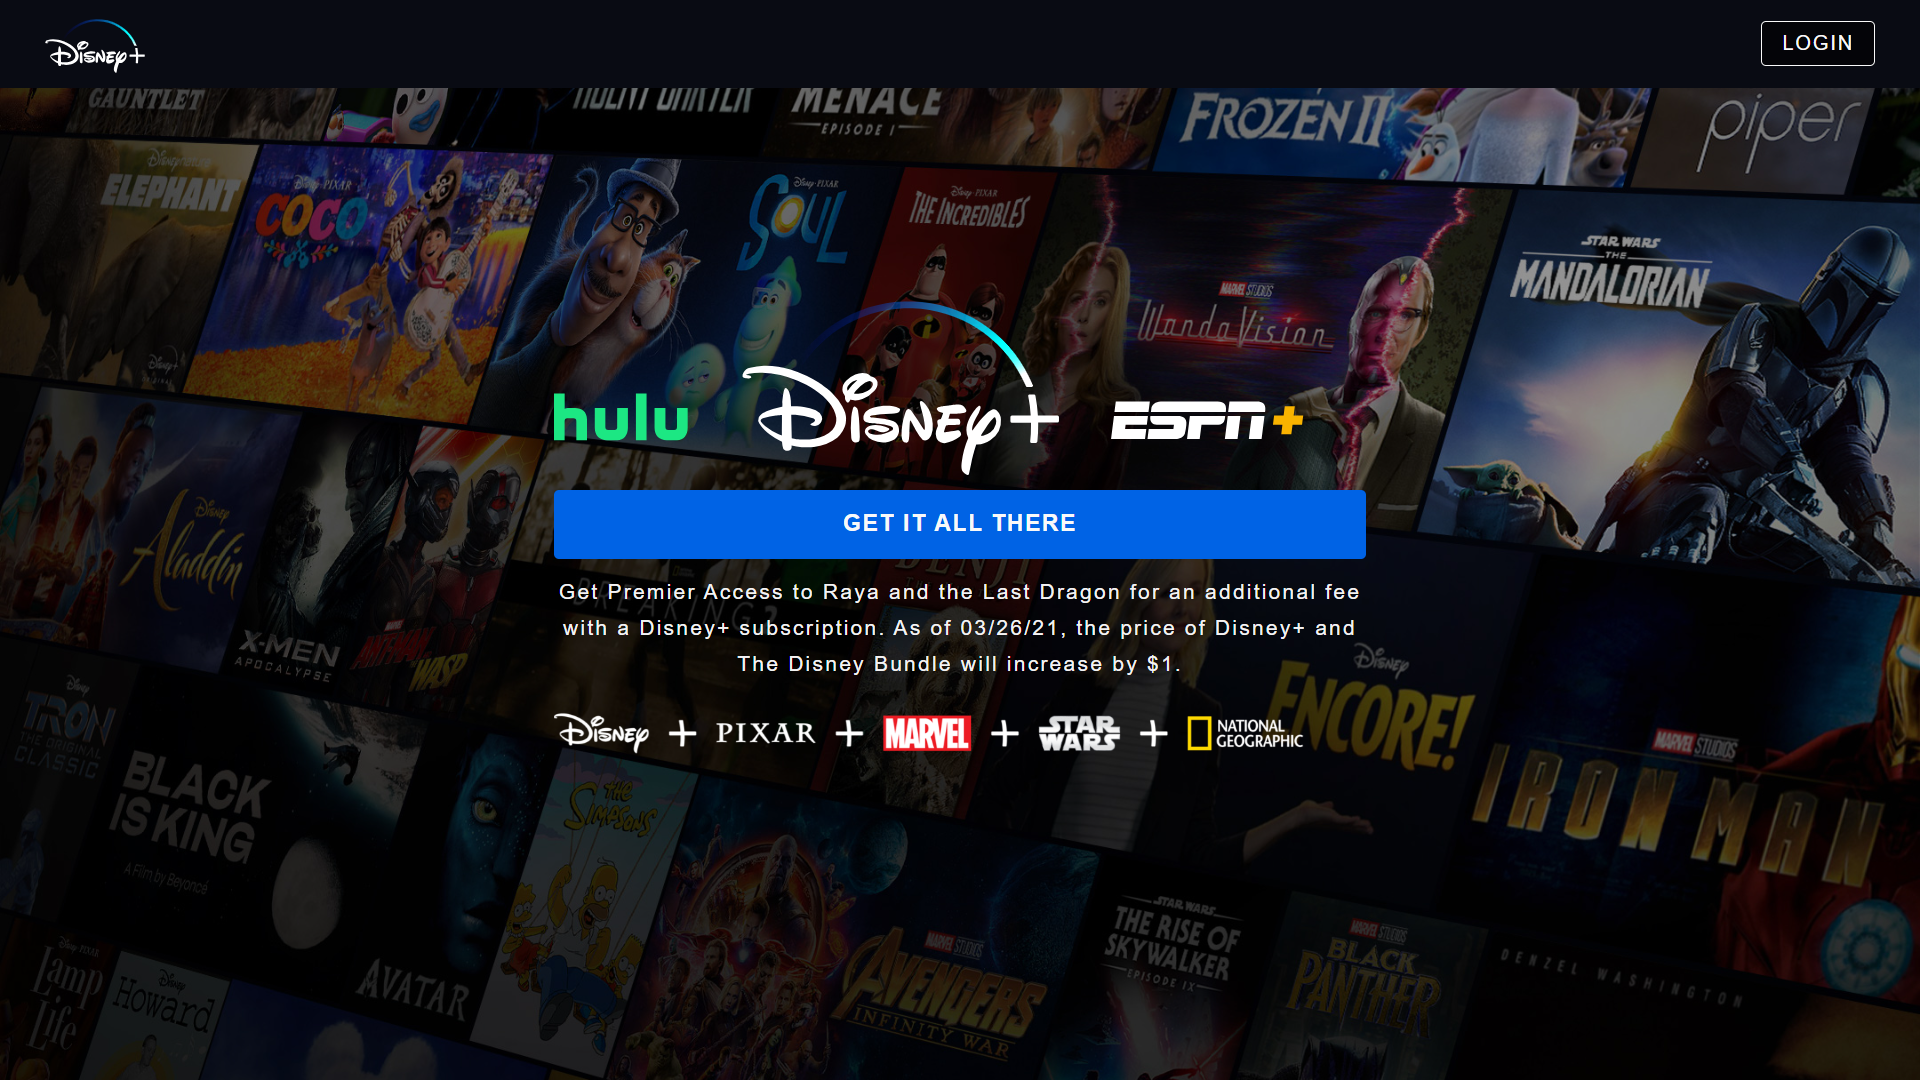 Disney+
LOGIN
GAUNTLET
MENACE
EPISODE I
FROZEN II
piper
ELEPHANT
Disney PIXAR
COCO
Disney PIXAR
SOUL
Disney PIXAR
THE INCREDIBLES
MARVEL STUDIOS
WandaVision
STAR WARS
THE
MANDALORIAN
hulu
Disney+
ESPN+
GET IT ALL THERE
Get Premier Access to Raya and the Last Dragon for an additional fee
with a Disney+ subscription. As of 03/26/21, the price of Disney+ and
The Disney Bundle will increase by $1.
Disney
Aladdin
X-MEN
APOCALYPSE
MARVEL
ANT-MAN
WASP
BENJI
BREAKING2
Disney + PIXAR + MARVEL + STAR WARS + NATIONAL GEOGRAPHIC
Disney
ENCORE!
Disney
TRON
THE ORIGINAL
CLASSIC
BLACK
IS KING
A Film by Beyoncé
THE
SIMPSONS
MARVEL STUDIOS
IRON MAN
AVATAR
MARVEL STUDIOS
AVENGERS
INFINITY WAR
STAR WARS
THE RISE OF
SKYWALKER
EPISODE IX
MARVEL STUDIOS
BLACK
PANTHER
DENZEL WASHINGTON
Disney PIXAR
Lamp
Life
Disney
Howard